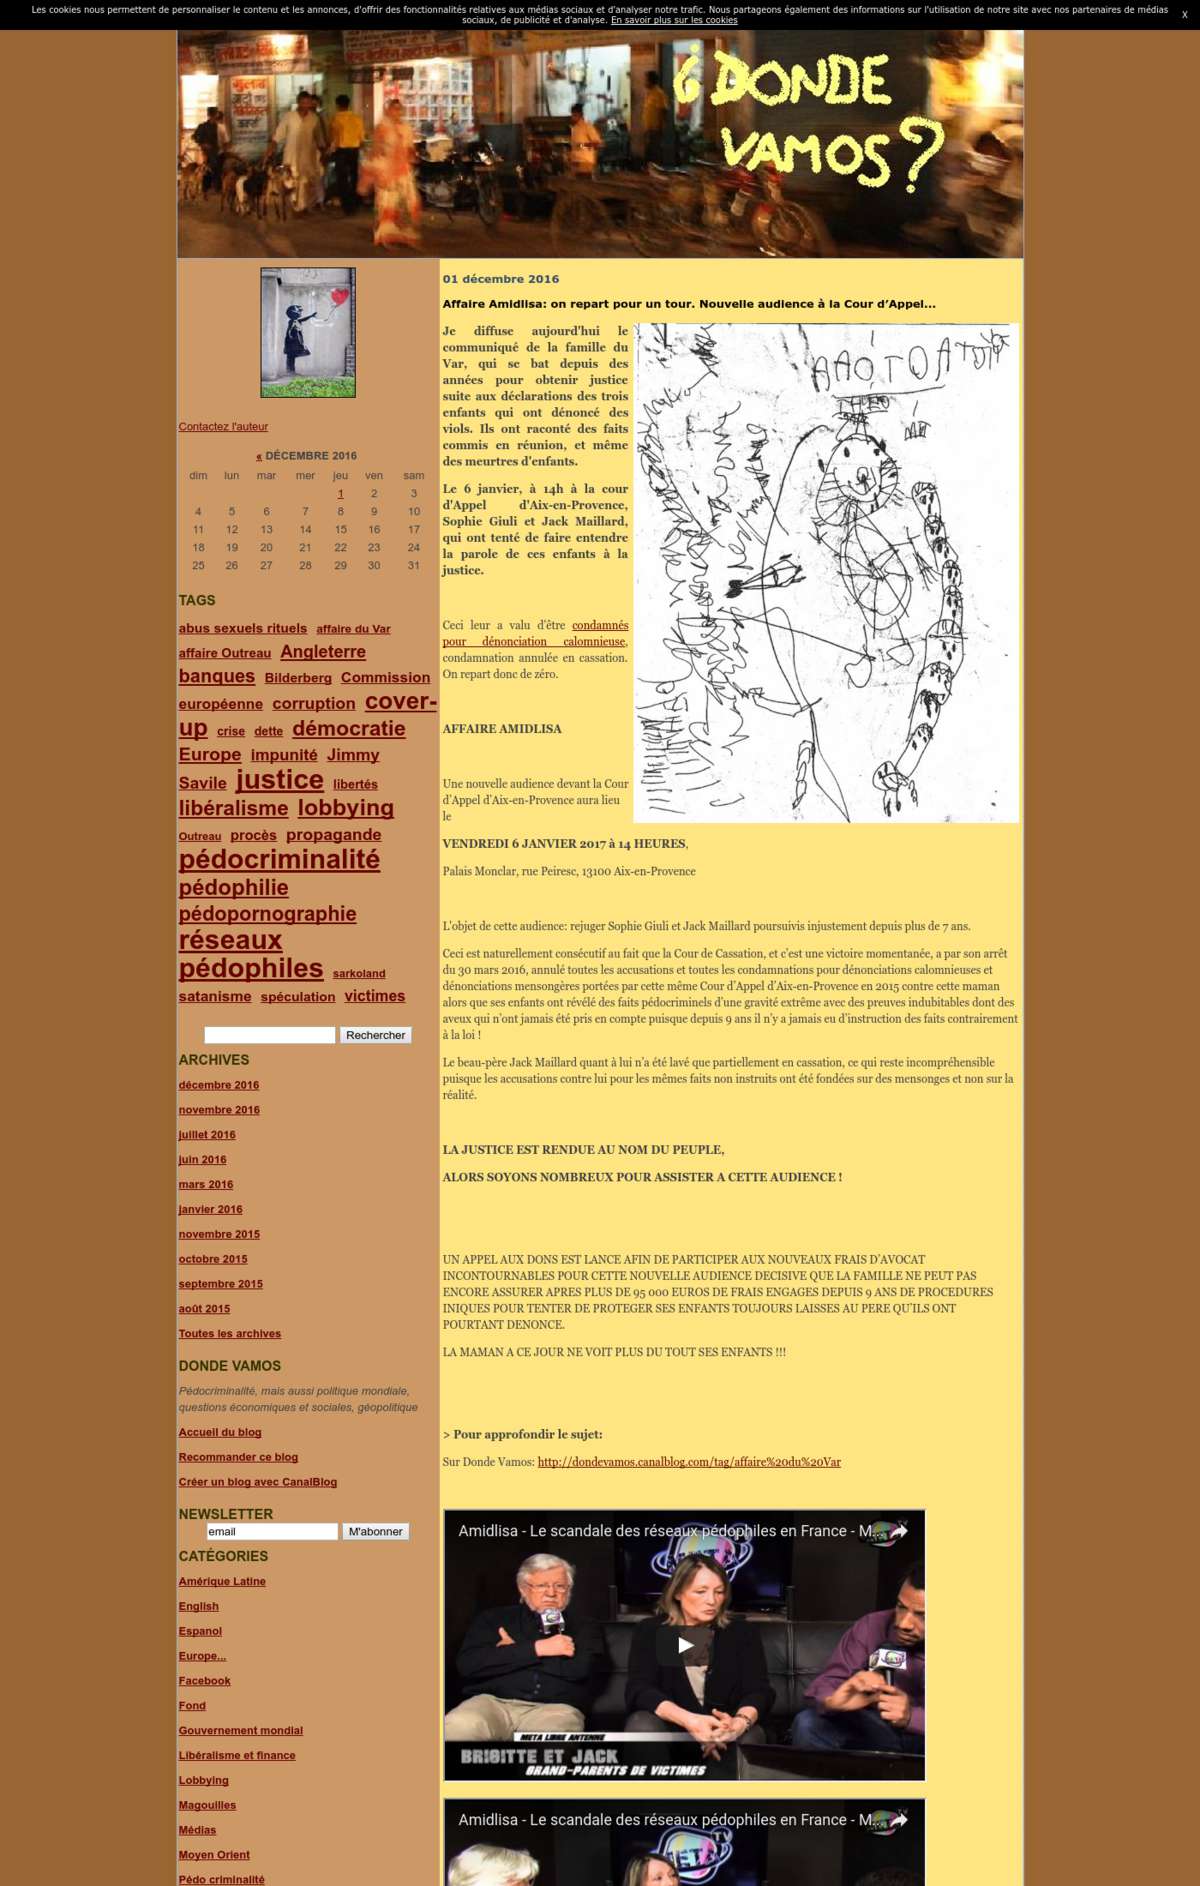 Les cookies nous permettent de personnaliser le contenu et les annonces, d'offrir des fonctionnalités relatives aux médias sociaux et d'analyser notre trafic. Nous partageons également des informations sur l'utilisation de notre site avec nos partenaires de médias
sociaux, de publicité et d'analyse. En savoir plus sur les cookies
X
¿DONDE
VAMOS?
Contactez l'auteur
« DÉCEMBRE 2016
dim lun mar mer jeu ven sam
1 2 3
4 5 6 7 8 9 10
11 12 13 14 15 16 17
18 19 20 21 22 23 24
25 26 27 28 29 30 31
TAGS
abus sexuels rituels affaire du Var
affaire Outreau Angleterre
banques Bilderberg Commission
européenne corruption cover-
up crise dette démocratie
Europe impunité Jimmy
Savile justice libertés
libéralisme lobbying
Outreau procès propagande
pédocriminalité
pédophilie
pédopornographie
réseaux
pédophiles sarkoland
satanisme spéculation victimes
Rechercher
ARCHIVES
décembre 2016
novembre 2016
juillet 2016
juin 2016
mars 2016
janvier 2016
novembre 2015
octobre 2015
septembre 2015
août 2015
Toutes les archives
DONDE VAMOS
Pédocriminalité, mais aussi politique mondiale,
questions économiques et sociales, géopolitique
Accueil du blog
Recommander ce blog
Créer un blog avec CanalBlog
NEWSLETTER
email M'abonner
CATÉGORIES
Amérique Latine
English
Espanol
Europe...
Facebook
Fond
Gouvernement mondial
Libéralisme et finance
Lobbying
Magouilles
Médias
Moyen Orient
Pédo criminalité
01 décembre 2016
Affaire Amidlisa: on repart pour un tour. Nouvelle audience à la Cour d’Appel...
Je diffuse aujourd'hui le
communiqué de la famille du
Var, qui se bat depuis des
années pour obtenir justice
suite aux déclarations des trois
enfants qui ont dénoncé des
viols. Ils ont raconté des faits
commis en réunion, et même
des meurtres d'enfants.
Le 6 janvier, à 14h à la cour
d'Appel d'Aix-en-Provence,
Sophie Giuli et Jack Maillard,
qui ont tenté de faire entendre
la parole de ces enfants à la
justice.
Ceci leur a valu d'être condamnés
pour dénonciation calomnieuse,
condamnation annulée en cassation.
On repart donc de zéro.
AFFAIRE AMIDLISA
Une nouvelle audience devant la Cour
d’Appel d’Aix-en-Provence aura lieu
le
VENDREDI 6 JANVIER 2017 à 14 HEURES,
Palais Monclar, rue Peiresc, 13100 Aix-en-Provence
L'objet de cette audience: rejuger Sophie Giuli et Jack Maillard poursuivis injustement depuis plus de 7 ans.
Ceci est naturellement consécutif au fait que la Cour de Cassation, et c’est une victoire momentanée, a par son arrêt
du 30 mars 2016, annulé toutes les accusations et toutes les condamnations pour dénonciations calomnieuses et
dénonciations mensongères portées par cette même Cour d’Appel d’Aix-en-Provence en 2015 contre cette maman
alors que ses enfants ont révélé des faits pédocriminels d’une gravité extrême avec des preuves indubitables dont des
aveux qui n’ont jamais été pris en compte puisque depuis 9 ans il n’y a jamais eu d’instruction des faits contrairement
à la loi !
Le beau-père Jack Maillard quant à lui n’a été lavé que partiellement en cassation, ce qui reste incompréhensible
puisque les accusations contre lui pour les mêmes faits non instruits ont été fondées sur des mensonges et non sur la
réalité.
LA JUSTICE EST RENDUE AU NOM DU PEUPLE,
ALORS SOYONS NOMBREUX POUR ASSISTER A CETTE AUDIENCE !
UN APPEL AUX DONS EST LANCE AFIN DE PARTICIPER AUX NOUVEAUX FRAIS D’AVOCAT
INCONTOURNABLES POUR CETTE NOUVELLE AUDIENCE DECISIVE QUE LA FAMILLE NE PEUT PAS
ENCORE ASSURER APRES PLUS DE 95 000 EUROS DE FRAIS ENGAGES DEPUIS 9 ANS DE PROCEDURES
INIQUES POUR TENTER DE PROTEGER SES ENFANTS TOUJOURS LAISSES AU PERE QU’ILS ONT
POURTANT DENONCE.
LA MAMAN A CE JOUR NE VOIT PLUS DU TOUT SES ENFANTS !!!
> Pour approfondir le sujet:
Sur Donde Vamos: http://dondevamos.canalblog.com/tag/affaire%20du%20Var
Amidlisa - Le scandale des réseaux pédophiles en France - M...
META LIBRE ANTENNE
BRIGITTE ET JACK
GRAND-PARENTS DE VICTIMES
Amidlisa - Le scandale des réseaux pédophiles en France - M...